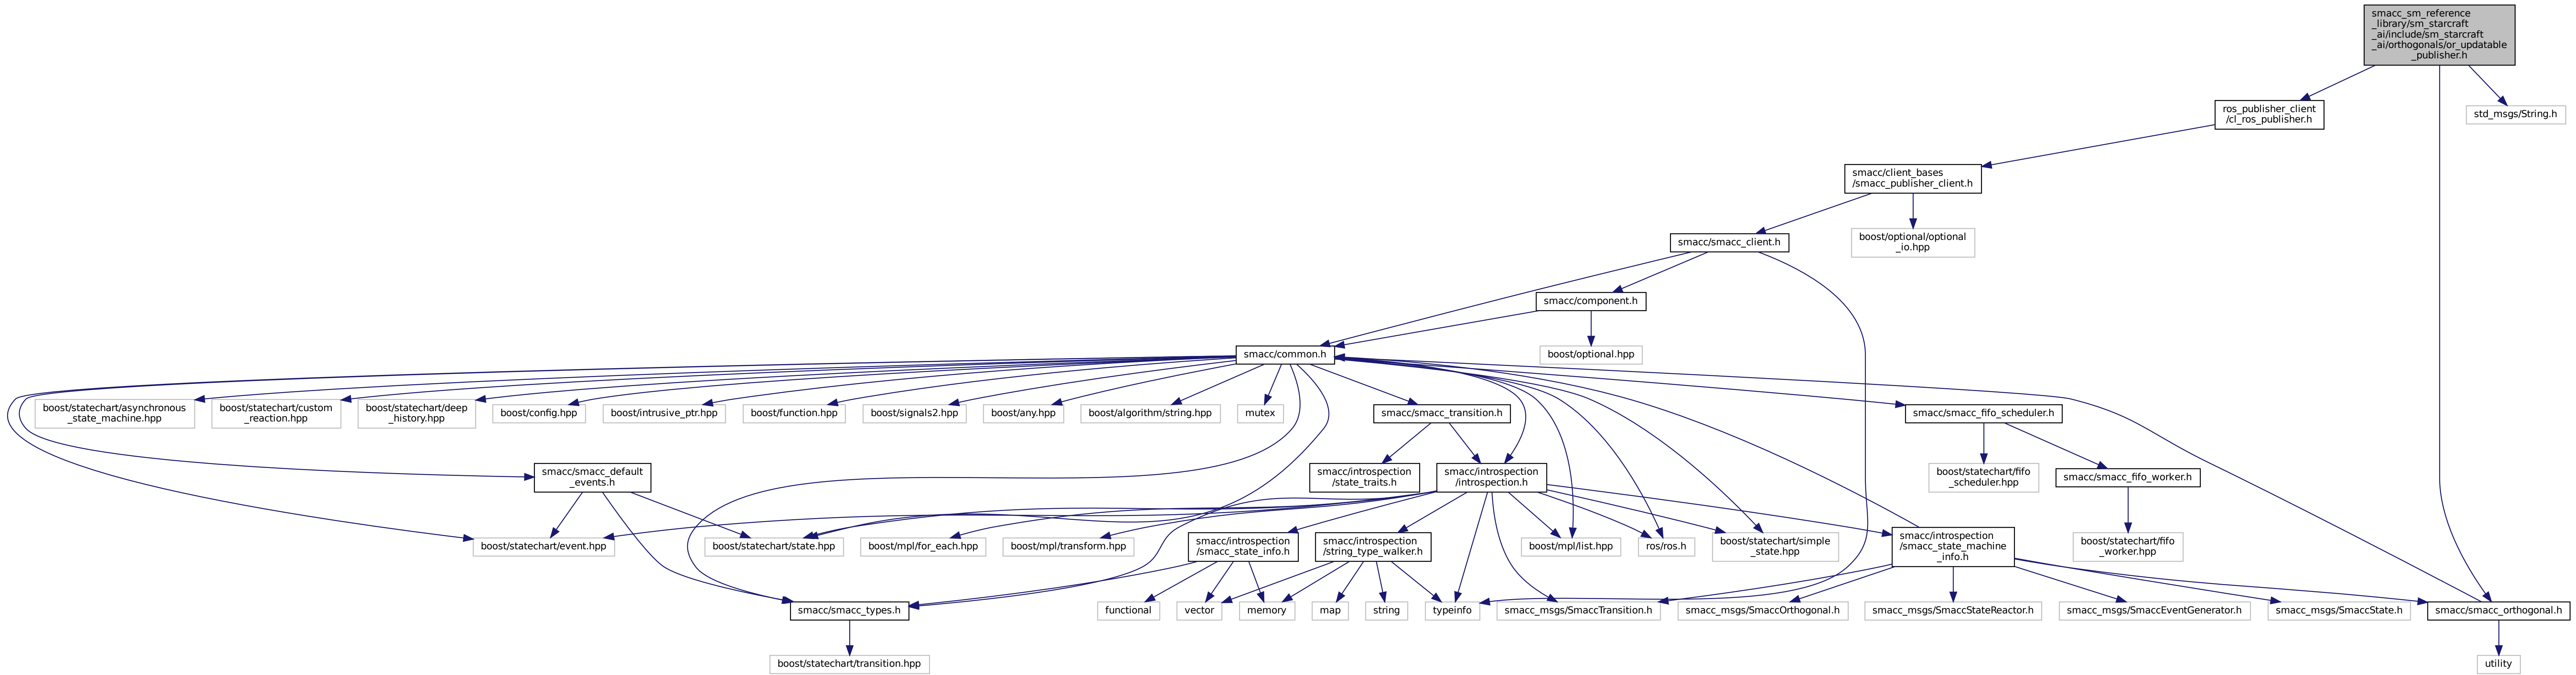 smacc_sm_reference
_library/sm_starcraft
_ai/include/sm_starcraft
_ai/orthogonals/or_updatable
_publisher.h
ros_publisher_client
/cl_ros_publisher.h
std_msgs/String.h
smacc/client_bases
/smacc_publisher_client.h
smacc/smacc_client.h
boost/optional/optional
_io.hpp
smacc/component.h
smacc/common.h
boost/optional.hpp
boost/statechart/asynchronous
_state_machine.hpp
boost/statechart/custom
_reaction.hpp
boost/statechart/deep
_history.hpp
boost/config.hpp
boost/intrusive_ptr.hpp
boost/function.hpp
boost/signals2.hpp
boost/any.hpp
boost/algorithm/string.hpp
mutex
smacc/smacc_transition.h
smacc/smacc_fifo_scheduler.h
smacc/smacc_default
_events.h
smacc/introspection
/state_traits.h
smacc/introspection
/introspection.h
boost/statechart/fifo
_scheduler.hpp
smacc/smacc_fifo_worker.h
boost/statechart/event.hpp
boost/statechart/state.hpp
boost/mpl/for_each.hpp
boost/mpl/transform.hpp
smacc/introspection
/smacc_state_info.h
smacc/introspection
/string_type_walker.h
boost/mpl/list.hpp
ros/ros.h
boost/statechart/simple
_state.hpp
smacc/introspection
/smacc_state_machine
_info.h
boost/statechart/fifo
_worker.hpp
smacc/smacc_types.h
functional
vector
memory
map
string
typeinfo
smacc_msgs/SmaccTransition.h
smacc_msgs/SmaccOrthogonal.h
smacc_msgs/SmaccStateReactor.h
smacc_msgs/SmaccEventGenerator.h
smacc_msgs/SmaccState.h
smacc/smacc_orthogonal.h
boost/statechart/transition.hpp
utility